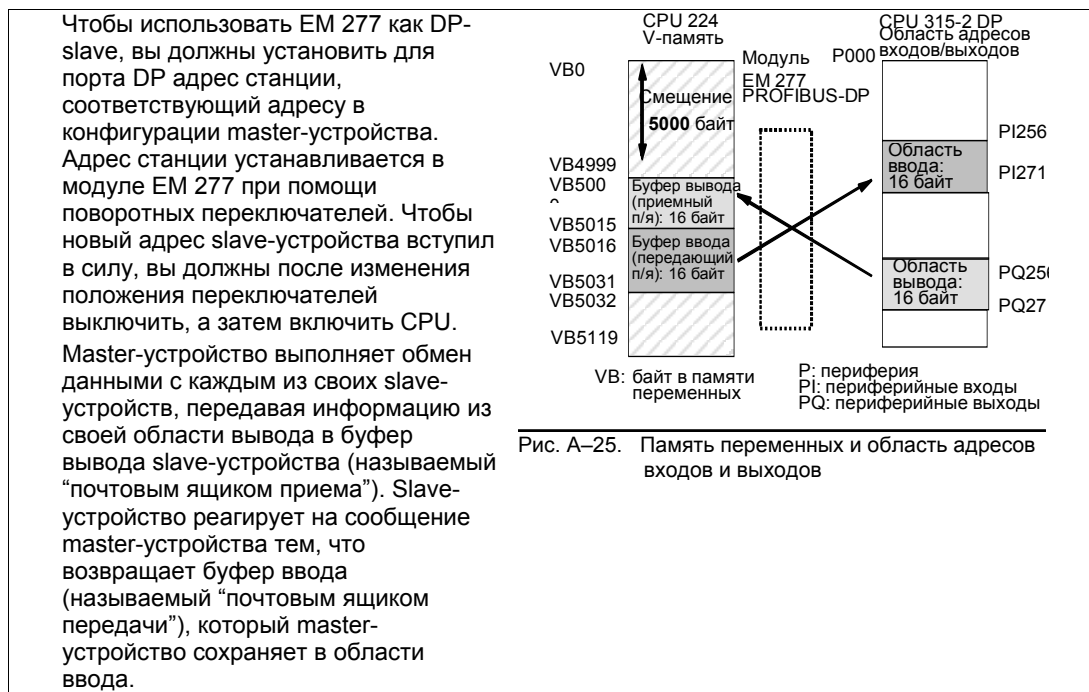 Чтобы использовать EM 277 как DP-
slave, вы должны установить для
порта DP адрес станции,
соответствующий адресу в
конфигурации master-устройства.
Адрес станции устанавливается в
модуле EM 277 при помощи
поворотных переключателей. Чтобы
новый адрес slave-устройства вступил
в силу, вы должны после изменения
положения переключателей
выключить, а затем включить CPU.
Master-устройство выполняет обмен
данными с каждым из своих slave-
устройств, передавая информацию из
своей области вывода в буфер
вывода slave-устройства (называемый
“почтовым ящиком приема”). Slave-
устройство реагирует на сообщение
master-устройства тем, что
возвращает буфер ввода
(называемый “почтовым ящиком
передачи”), который master-
устройство сохраняет в области
ввода.
CPU 224
V-память
VB0
Смещение
5000 байт
VB4999
VB500
Буфер вывода
(приемный
п/я): 16 байт
VB5015
VB5016
Буфер ввода
(передающий
п/я): 16 байт
VB5031
VB5032
VB5119
VB: байт в памяти
переменных
Модуль
EM 277
PROFIBUS-DP
CPU 315-2 DP
Область адресов
входов/выходов
P000
PI256
Область
ввода:
16 байт
PI271
Область
вывода:
16 байт
PQ256
PQ27
P: периферия
PI: периферийные входы
PQ: периферийные выходы
Рис. A–25. Память переменных и область адресов
входов и выходов